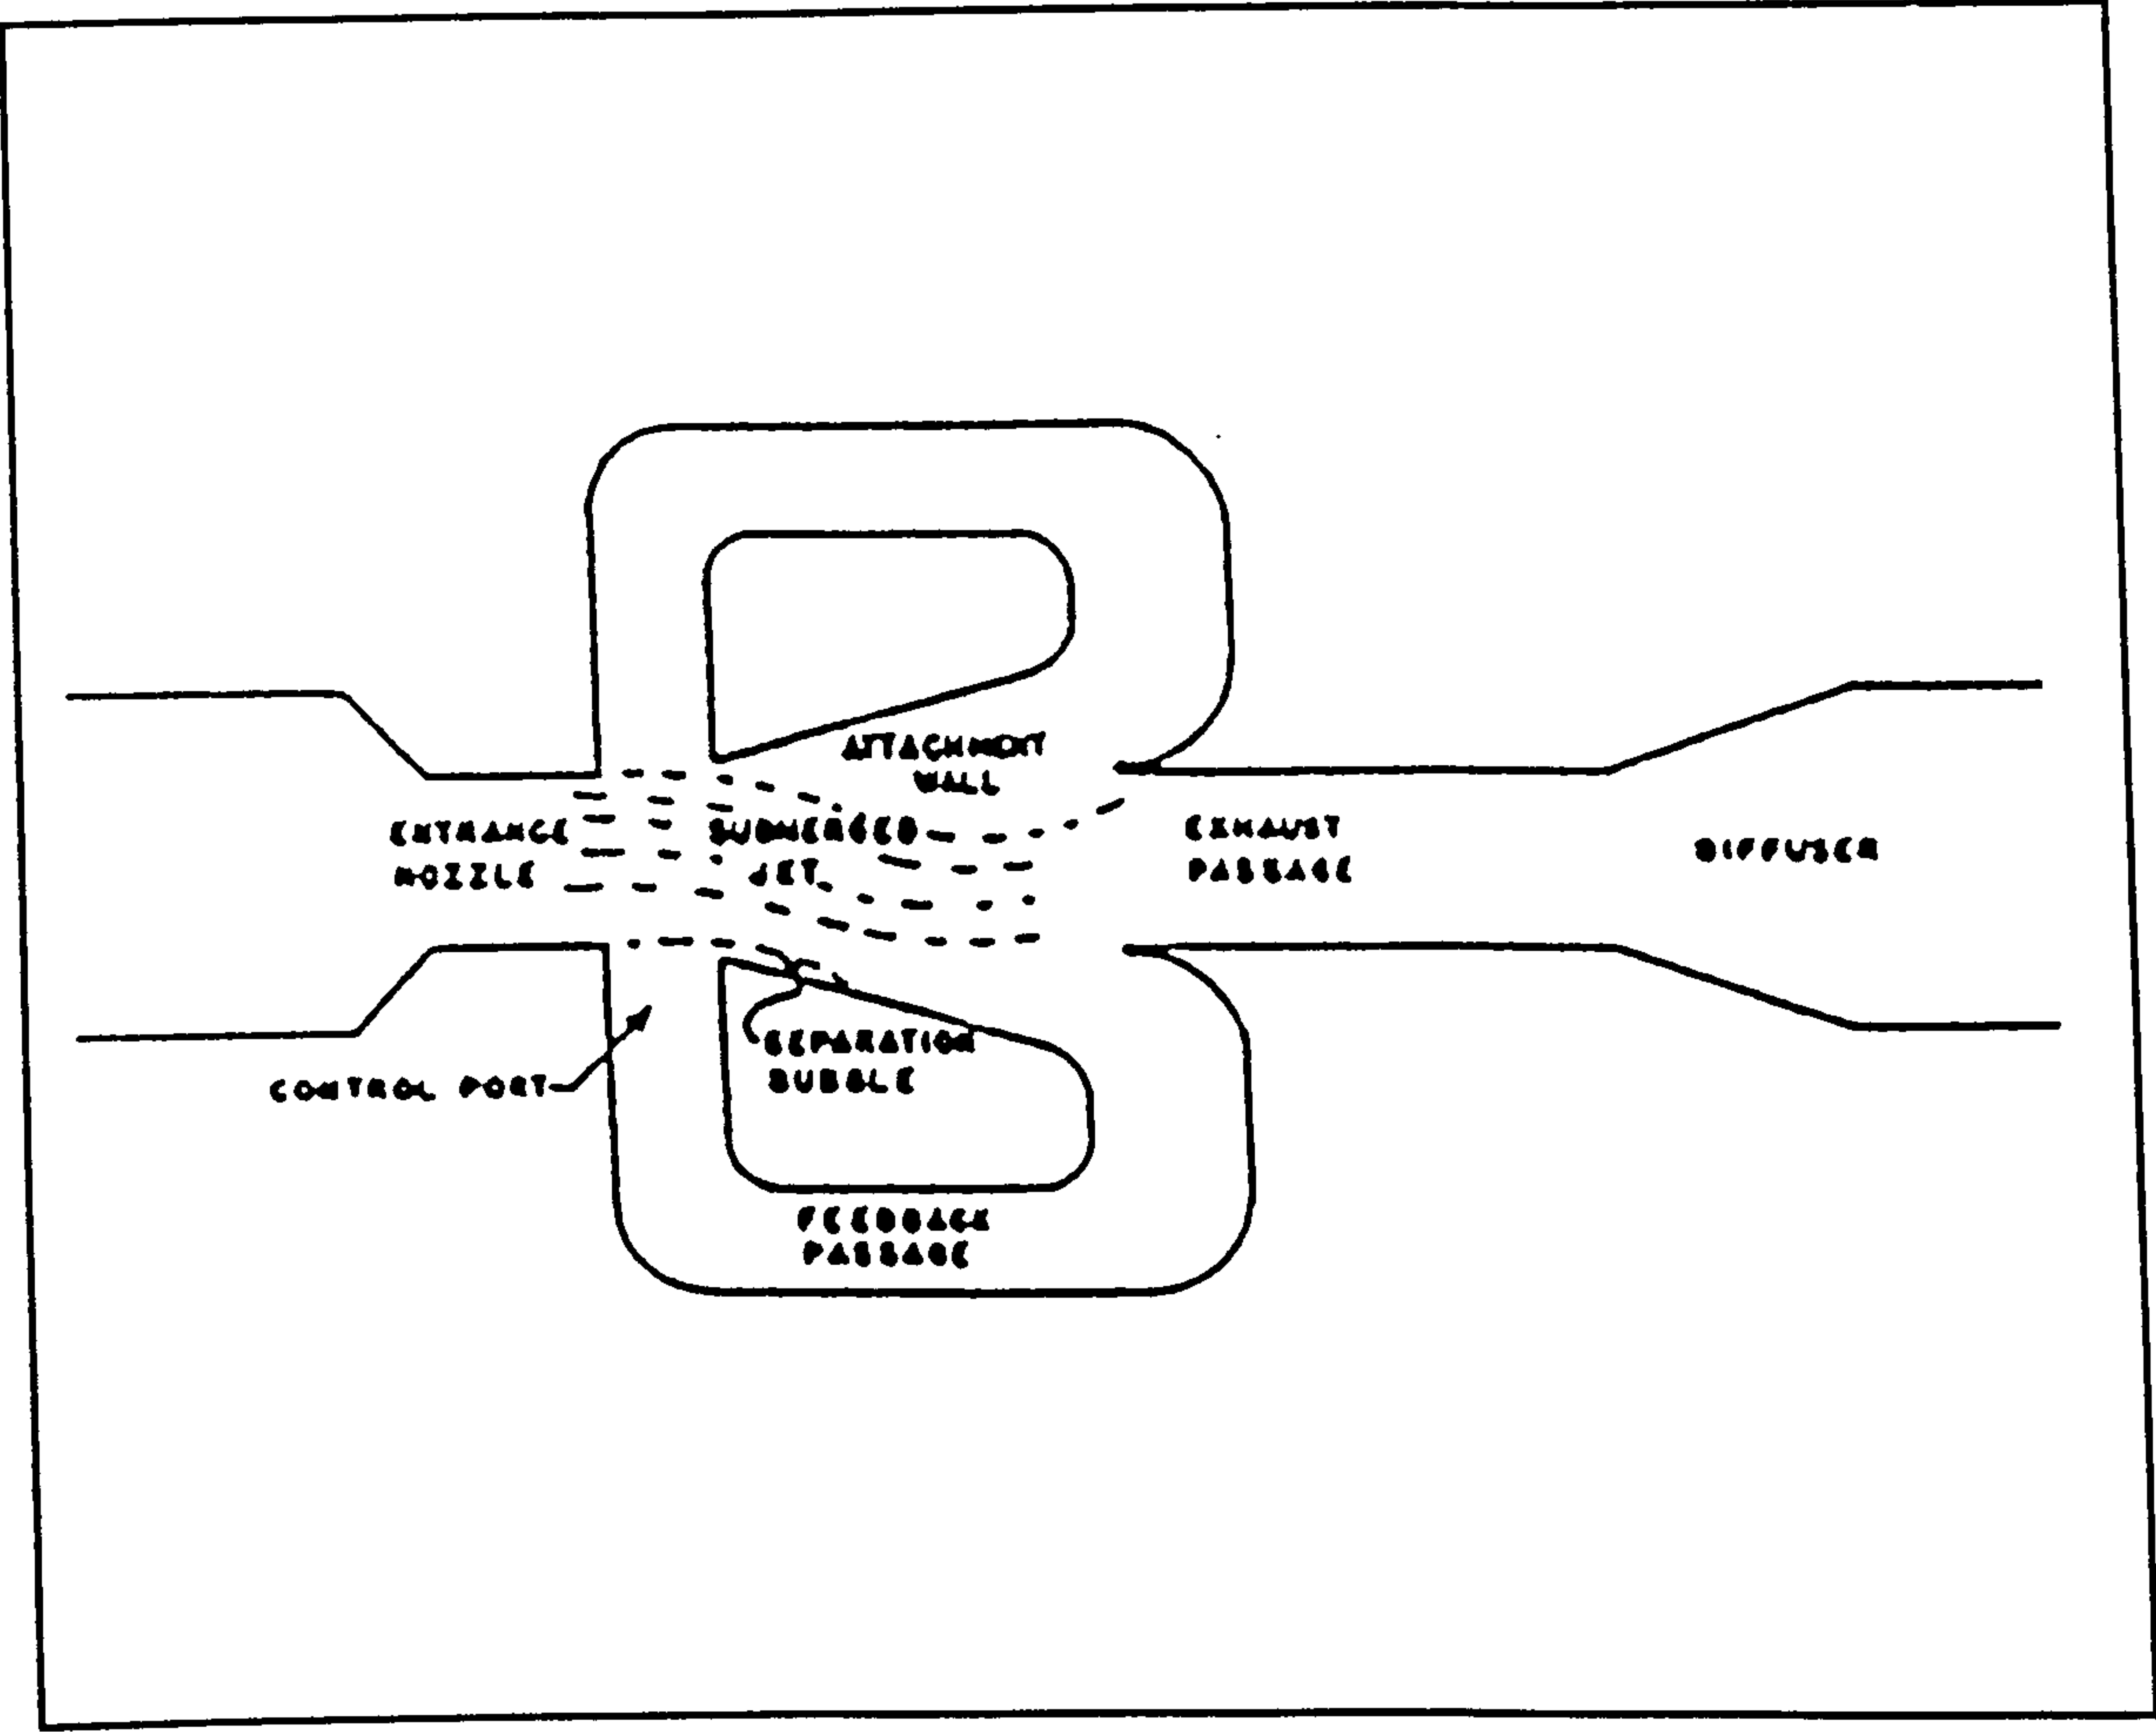 ATTACHMENT
WALL
ENTRANCE
NOZZLE
SUBMERGED
JET
EXHAUST
PASSAGE
DIFFUSER
SEPARATION
BUBBLE
CONTROL PORT
FEEDBACK
PASSAGE